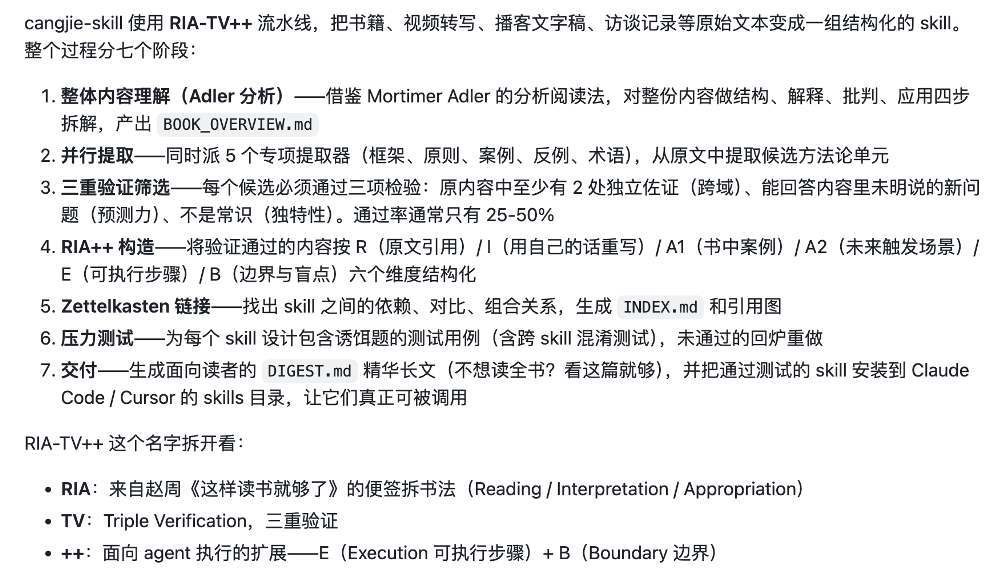 cangjie-skill 使用 RIA-TV++ 流水线，把书籍、视频转写、播客文字稿、访谈记录等原始文本变成一组结构化的 skill。
整个过程分七个阶段：
1. 整体内容理解（Adler 分析）——借鉴 Mortimer Adler 的分析阅读法，对整份内容做结构、解释、批判、应用四步
拆解，产出 BOOK_OVERVIEW.md
2. 并行提取——同时派 5 个专项提取器（框架、原则、案例、反例、术语），从原文中提取候选方法论单
元
3. 三重验证筛选——每个候选必须通过三项检验：原内容中至少有 2 处独立佐证（跨域）、能回答内容里未明说的新问
题（预测力）、不是常识（独特性）。通过率通常只有 25-50%
4. RIA++ 构造——将验证通过的内容按 R（原文引用）/ I（用自己的话重写）/ A1（书中案例）/ A2（未来触发场景）/
E（可执行步骤）/ B（边界与盲点）六个维度结构化
5. Zettelkasten 链接——找出 skill 之间的依赖、对比、组合关系，生成 INDEX.md 和引用图
6. 压力测试——为每个 skill 设计包含诱饵题的测试用例（含跨 skill 混淆测试），未通过的回炉重做
7. 交付——生成面向读者的 DIGEST.md 精华长文（不想读全书？看这篇就够），并把通过测试的 skill 安装到 Claude
Code / Cursor 的 skills 目录，让它们真正可被调用
RIA-TV++ 这个名字拆开看：
• RIA：来自赵周《这样读书就够了》的便签拆书法（Reading / Interpretation / Appropriation）
• TV：Triple Verification，三重验证
• ++：面向 agent 执行的扩展——E（Execution 可执行步骤）+ B（Boundary 边界）